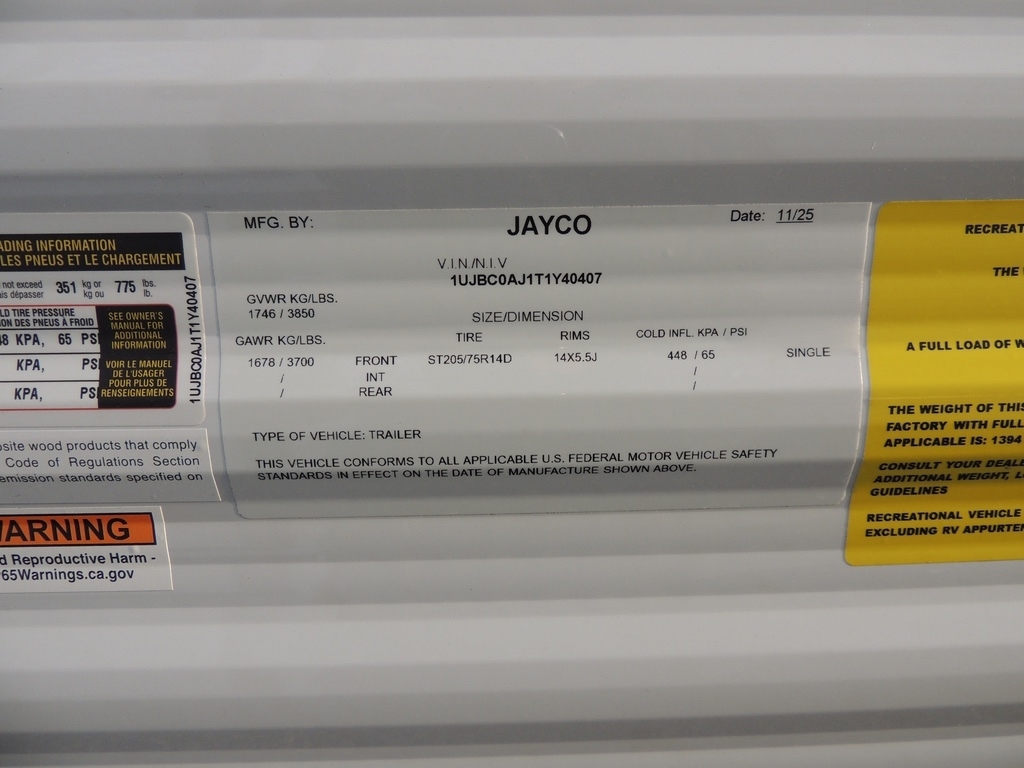 ADING INFORMATION
LES PNEUS ET LE CHARGEMENT
not exceed 351 kg or 775 lbs.
dépasser kg ou lb.
LD TIRE PRESSURE
ON DES PNEUS À FROID
KPA, 65 PSI
KPA, PSI
KPA, PSI
SEE OWNER'S
MANUAL FOR
ADDITIONAL
INFORMATION
VOIR LE MANUEL
DE L'USAGER
POUR PLUS DE
RENSEIGNEMENTS
1UJBC0AJ1T1Y40407
osite wood products that comply
Code of Regulations Section
emission standards specified on
WARNING
d Reproductive Harm -
65Warnings.ca.gov
MFG. BY: JAYCO Date: 11/25
V.I.N./N.I.V
1UJBC0AJ1T1Y40407
GVWR KG/LBS.
1746 / 3850
SIZE/DIMENSION
GAWR KG/LBS. TIRE RIMS COLD INFL. KPA / PSI
1678 / 3700 FRONT ST205/75R14D 14X5.5J 448 / 65 SINGLE
/ INT /
/ REAR /
TYPE OF VEHICLE: TRAILER
THIS VEHICLE CONFORMS TO ALL APPLICABLE U.S. FEDERAL MOTOR VEHICLE SAFETY
STANDARDS IN EFFECT ON THE DATE OF MANUFACTURE SHOWN ABOVE.
RECREAT
THE
A FULL LOAD OF W
THE WEIGHT OF THIS
FACTORY WITH FULL
APPLICABLE IS: 1394
CONSULT YOUR DEALE
ADDITIONAL WEIGHT, L
GUIDELINES
RECREATIONAL VEHICLE
EXCLUDING RV APPURTEN